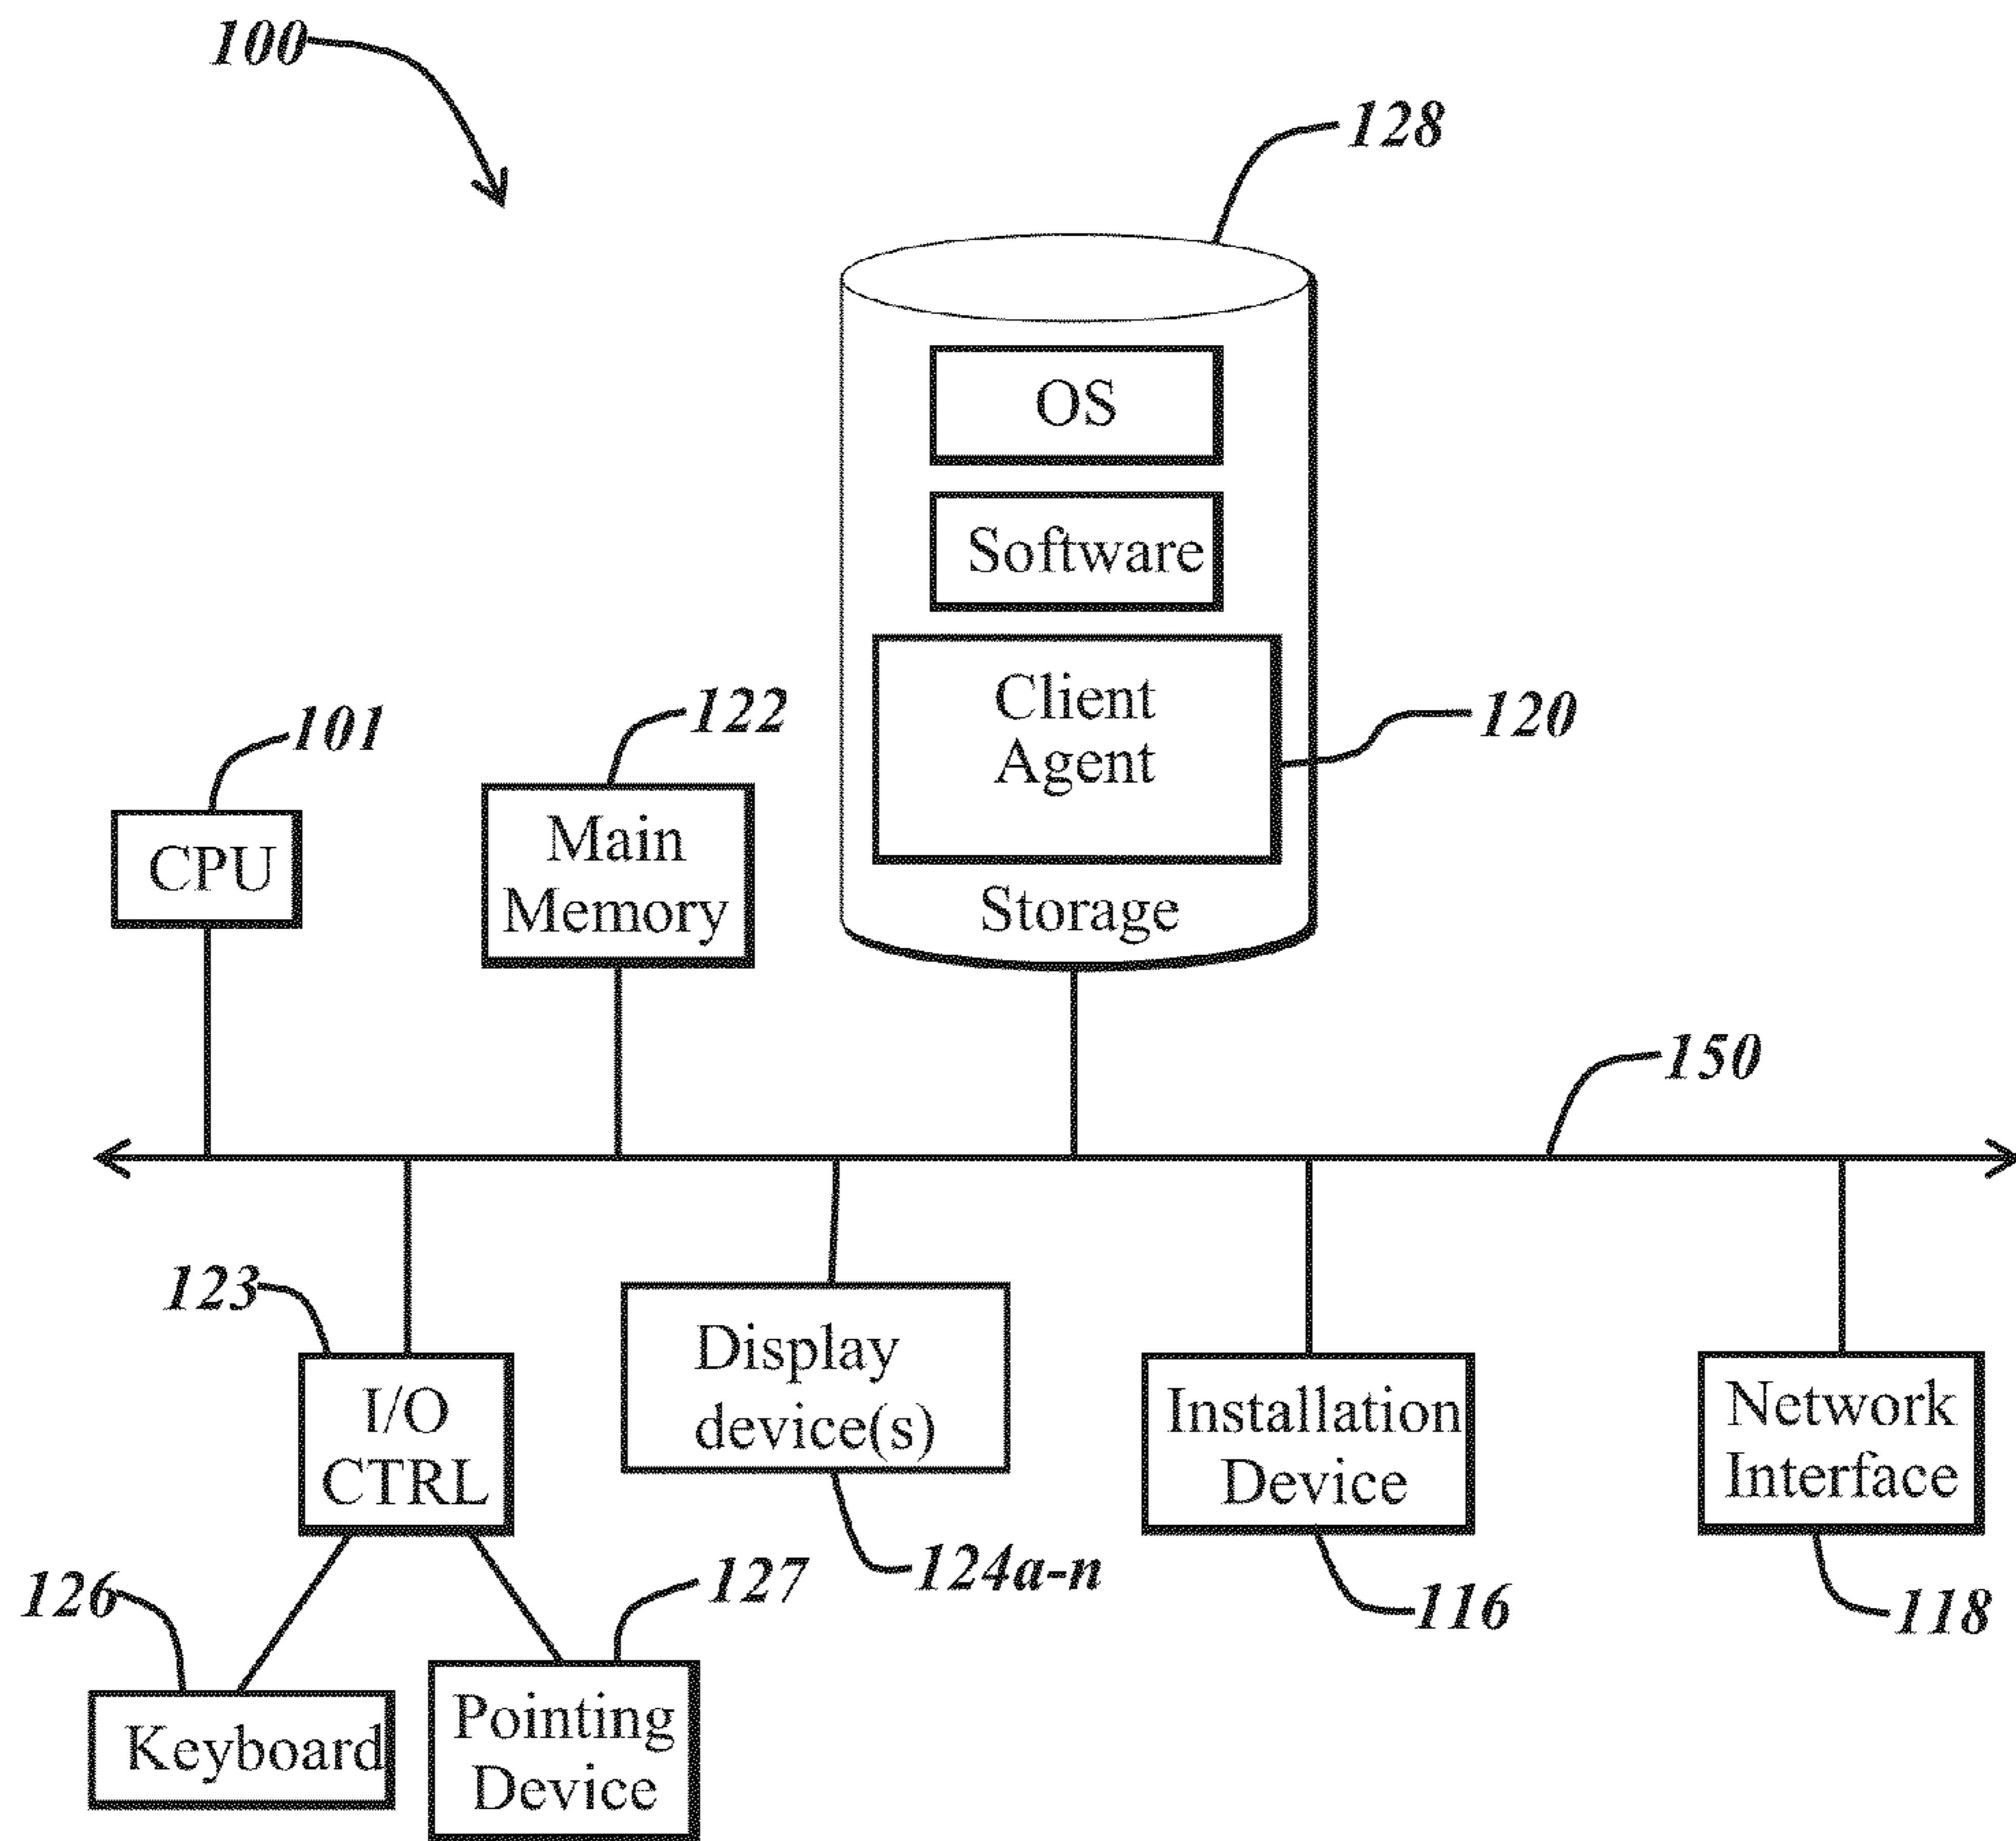 100
128
OS
Software
Client
Agent
120
Storage
101
CPU
122
Main
Memory
150
123
I/O
CTRL
Display
device(s)
124a-n
Installation
Device
116
Network
Interface
118
126
Keyboard
127
Pointing
Device